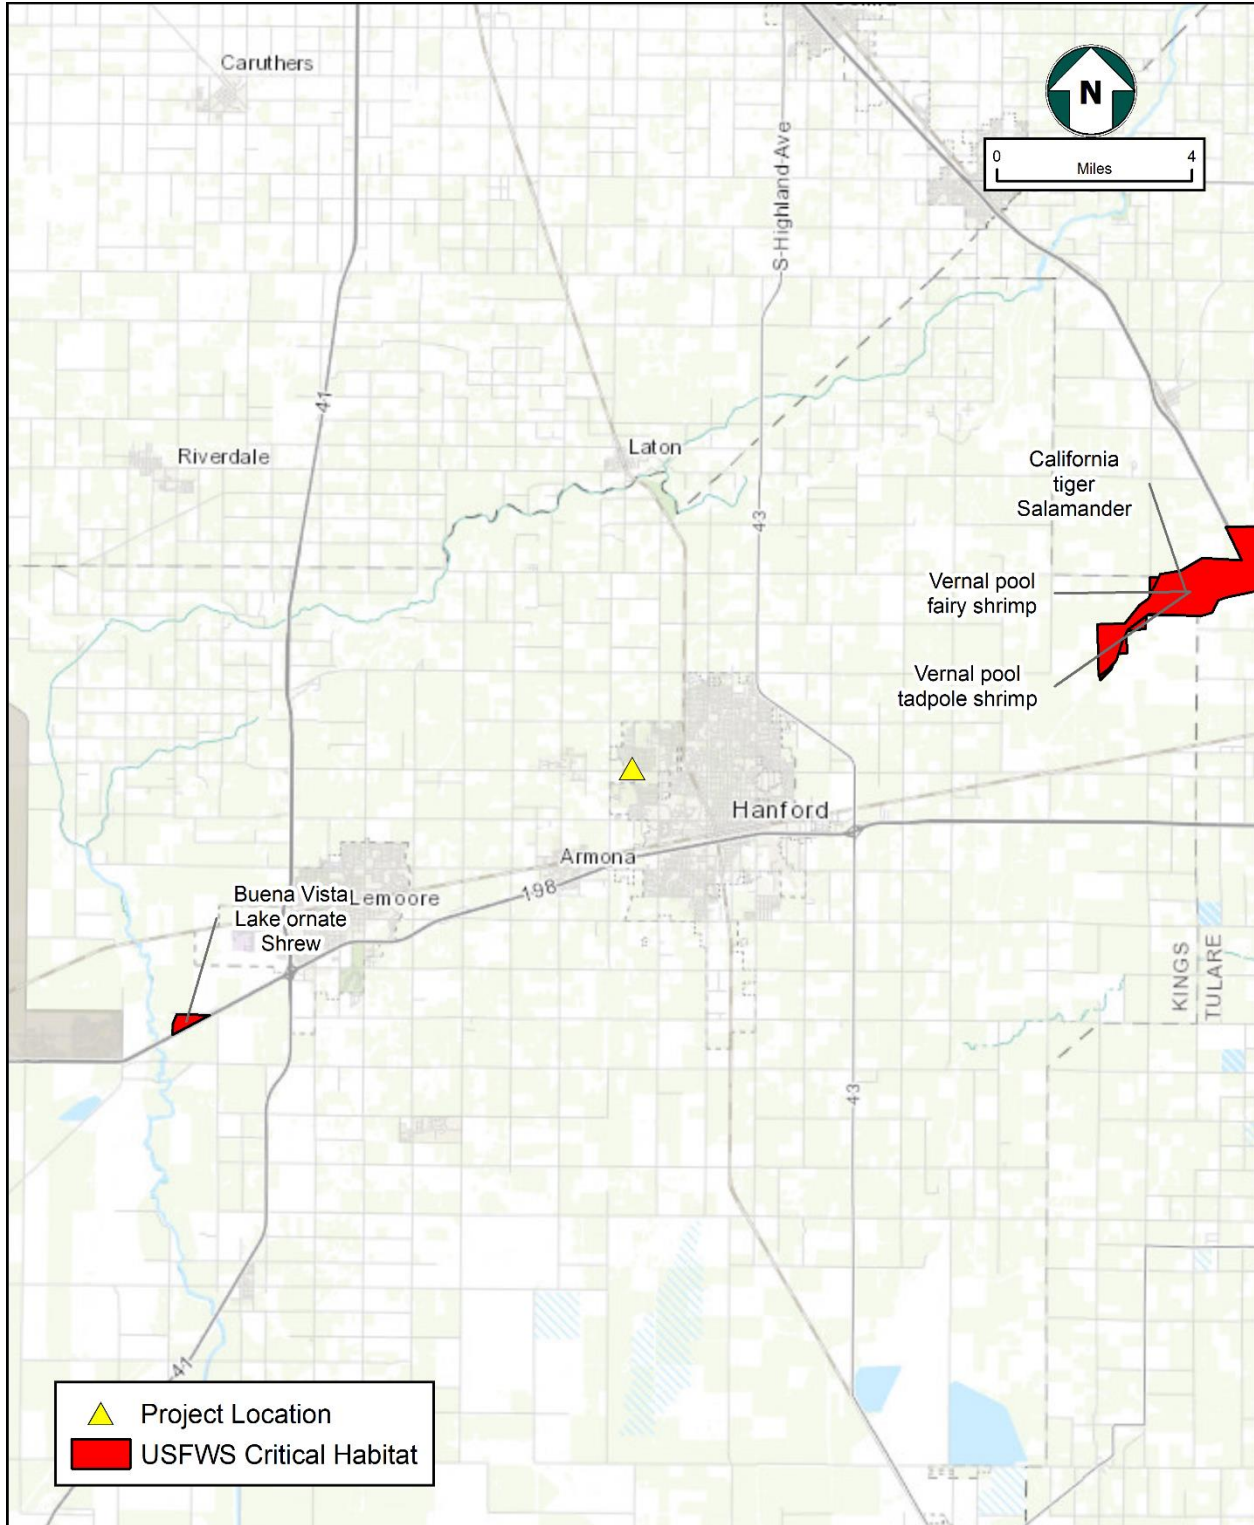 Caruthers
N
0 4
Miles
S-Highland-Ave
41
Riverdale
Laton
43
California
tiger
Salamander
Vernal pool
fairy shrimp
Vernal pool
tadpole shrimp
Hanford
Armona
198
Buena Vista
Lake ornate
Shrew
Lemoore
KINGS
TULARE
43
41
Project Location
USFWS Critical Habitat